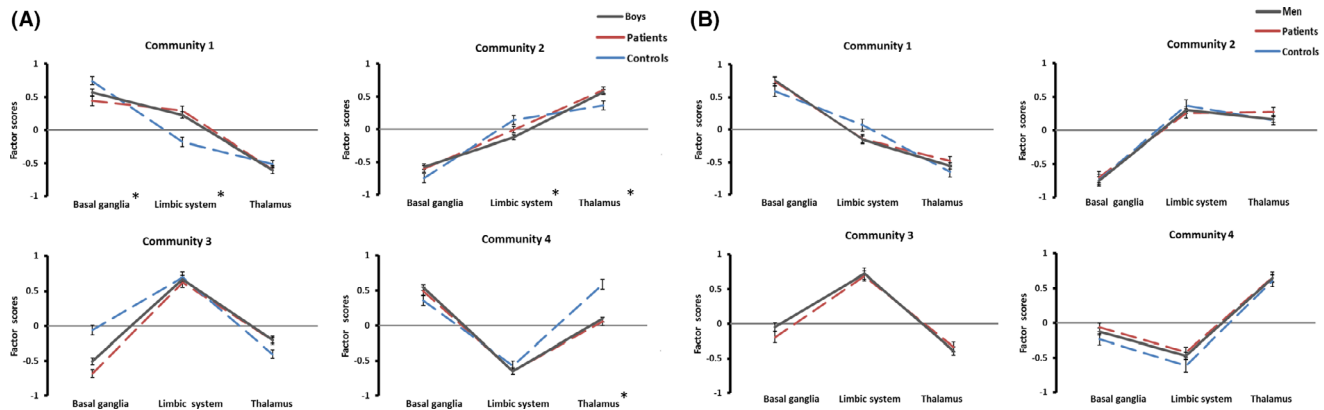 (A)
Boys
Patients
Controls
Community 1
Factor scores
1
0.5
0
-0.5
-1
Basal ganglia * Limbic system * Thalamus
Community 2
Factor scores
1
0.5
0
-0.5
-1
Basal ganglia Limbic system * Thalamus *
Community 3
Factor scores
1
0.5
0
-0.5
-1
Basal ganglia Limbic system Thalamus
Community 4
Factor scores
1
0.5
0
-0.5
-1
Basal ganglia Limbic system Thalamus *
(B)
Men
Patients
Controls
Community 1
Factor scores
1
0.5
0
-0.5
-1
Basal ganglia Limbic system Thalamus
Community 2
Factor scores
1
0.5
0
-0.5
-1
Basal ganglia Limbic system Thalamus
Community 3
Factor scores
1
0.5
0
-0.5
-1
Basal ganglia Limbic system Thalamus
Community 4
Factor scores
1
0.5
0
-0.5
-1
Basal ganglia Limbic system Thalamus